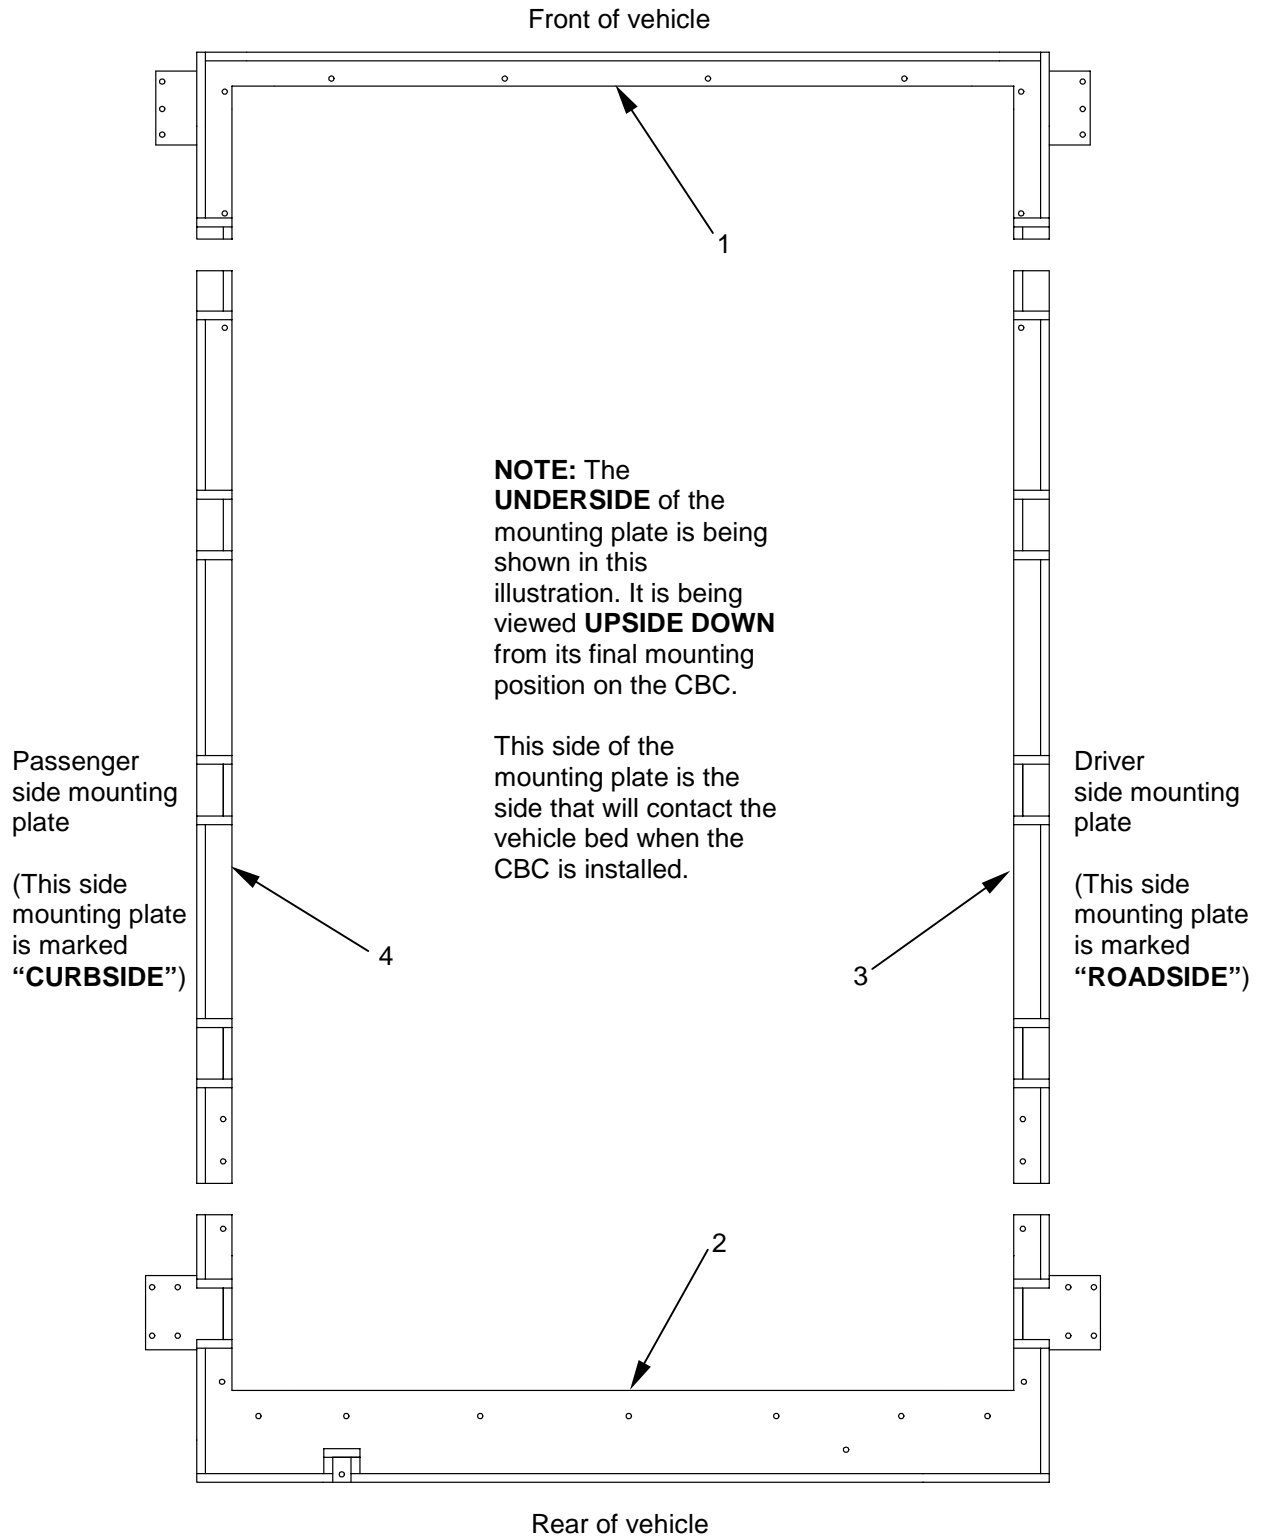 Front of vehicle
1
NOTE: The
UNDERSIDE of the
mounting plate is being
shown in this
illustration. It is being
viewed UPSIDE DOWN
from its final mounting
position on the CBC.
This side of the
mounting plate is the
side that will contact the
vehicle bed when the
CBC is installed.
Passenger
side mounting
plate
(This side
mounting plate
is marked
“CURBSIDE”)
4
3
Driver
side mounting
plate
(This side
mounting plate
is marked
“ROADSIDE”)
2
Rear of vehicle